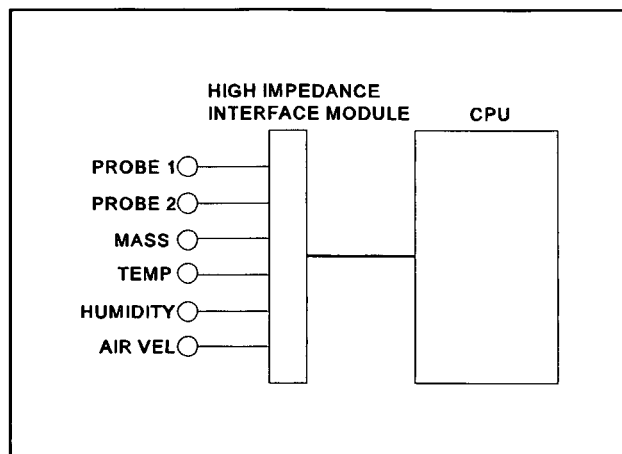 HIGH IMPEDANCE
INTERFACE MODULE
CPU
PROBE 1
PROBE 2
MASS
TEMP
HUMIDITY
AIR VEL